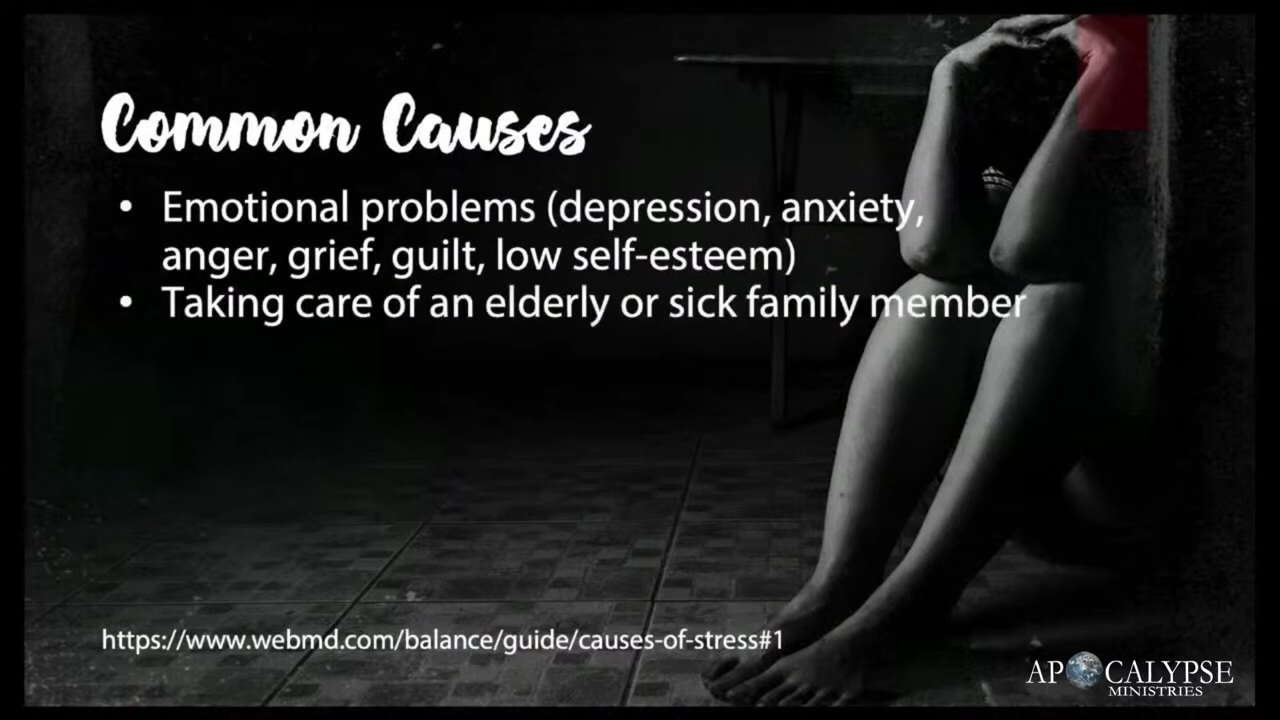 Common Causes
• Emotional problems (depression, anxiety,
anger, grief, guilt, low self-esteem)
• Taking care of an elderly or sick family member
https://www.webmd.com/balance/guide/causes-of-stress#1
APOCALYPSE
MINISTRIES